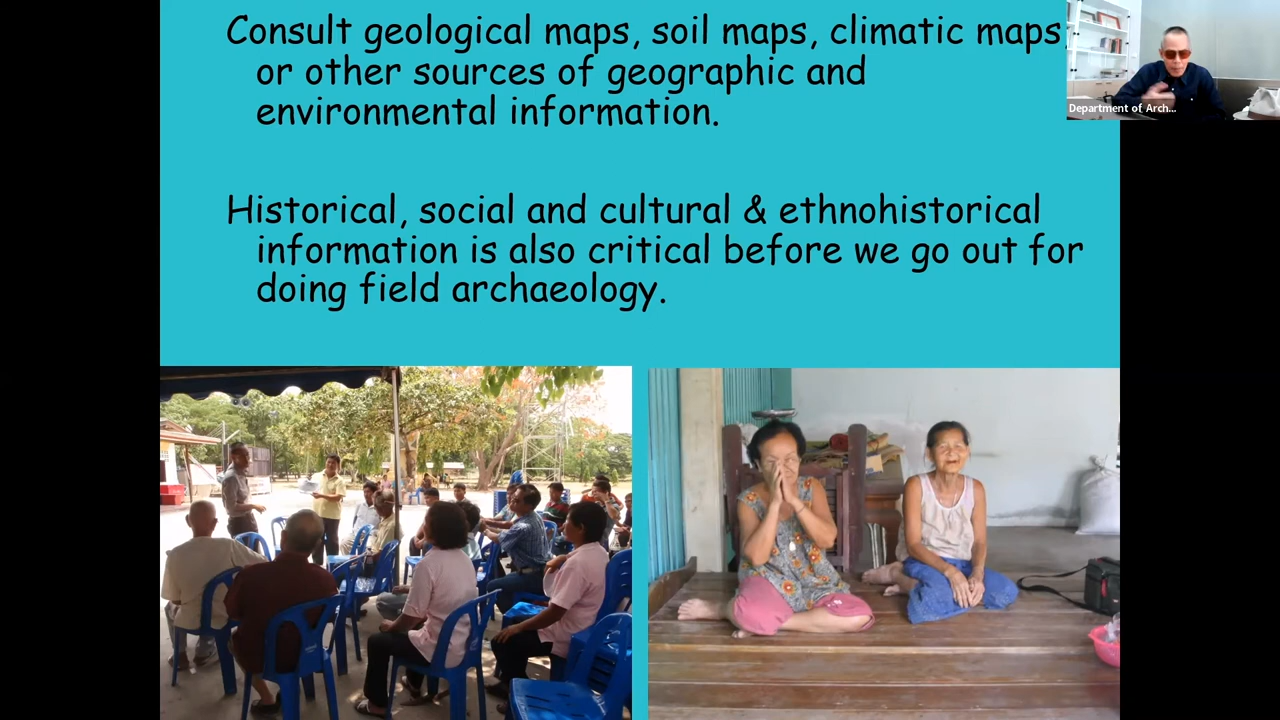 Consult geological maps, soil maps, climatic maps,
or other sources of geographic and
environmental information.
Department of Arch...
Historical, social and cultural & ethnohistorical
information is also critical before we go out for
doing field archaeology.